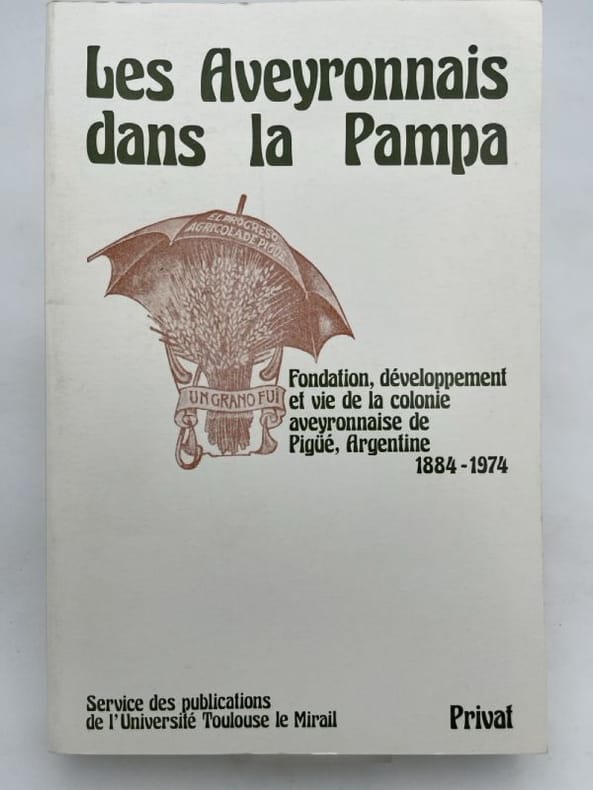 Les Aveyronnais
dans la Pampa
EL PROGRESO
AGRICOLA DE PIGÜ
UN GRANO FUI
Fondation, développement
et vie de la colonie
aveyronnaise de
Pigüé, Argentine
1884-1974
Service des publications
de l'Université Toulouse le Mirail
Privat